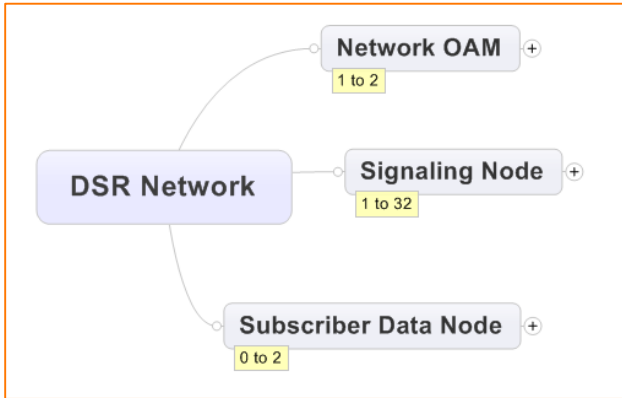 Network OAM
1 to 2
DSR Network
Signaling Node
1 to 32
Subscriber Data Node
0 to 2